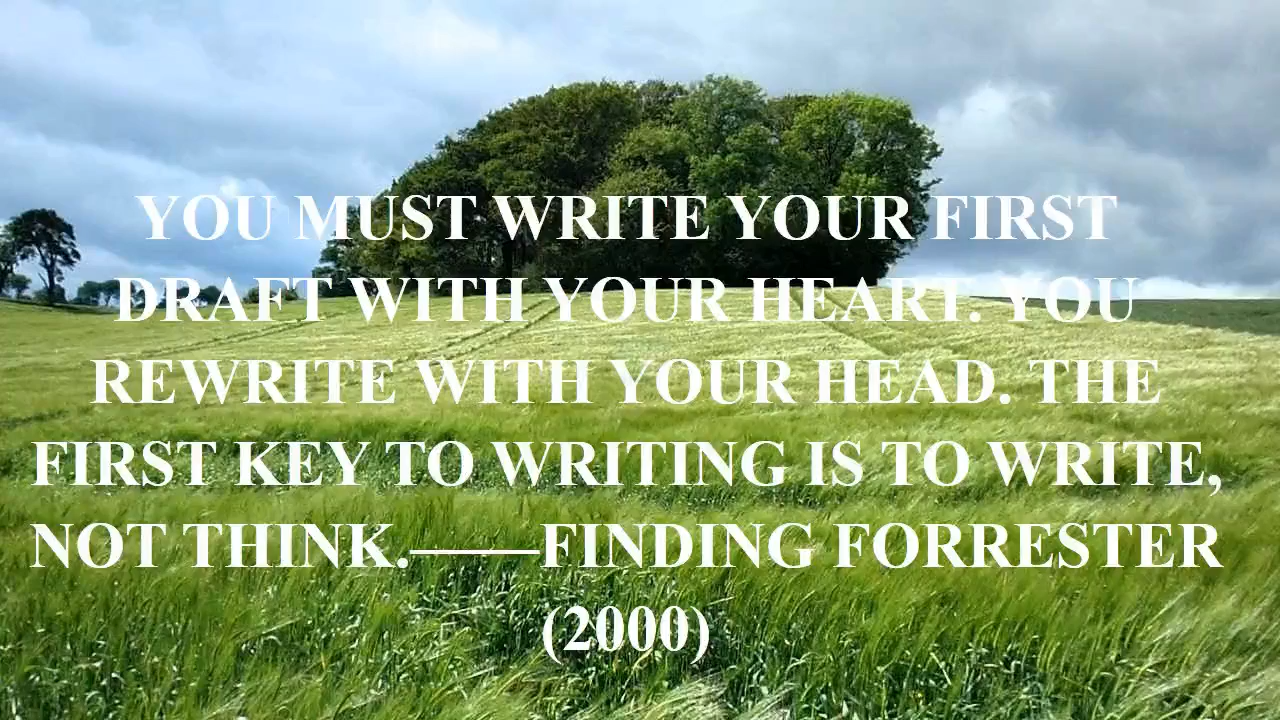 YOU MUST WRITE YOUR FIRST
DRAFT WITH YOUR HEART. YOU
REWRITE WITH YOUR HEAD. THE
FIRST KEY TO WRITING IS TO WRITE,
NOT THINK.——FINDING FORRESTER
(2000)